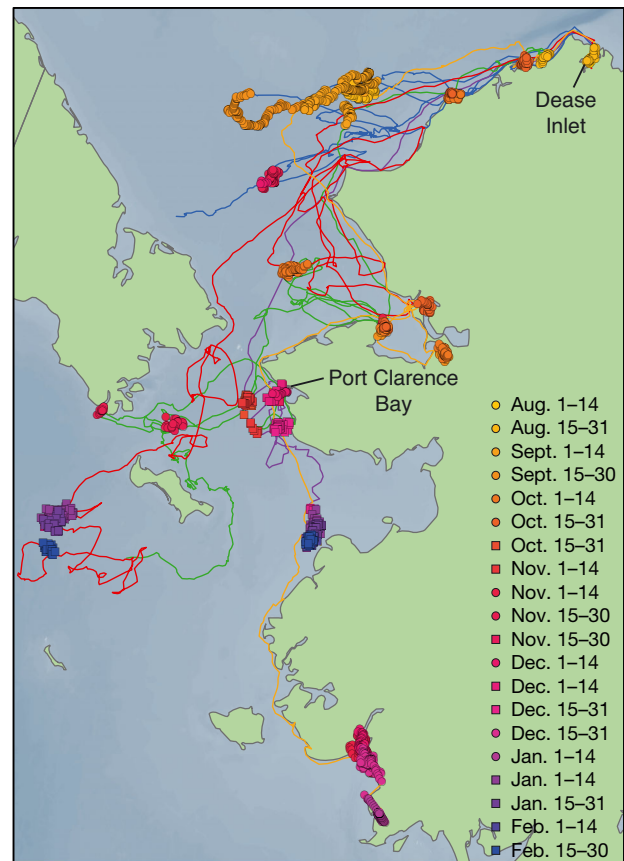 Dease
Inlet
Port Clarence
Bay
Aug. 1–14
Aug. 15–31
Sept. 1–14
Sept. 15–30
Oct. 1–14
Oct. 15–31
Oct. 15–31
Nov. 1–14
Nov. 1–14
Nov. 15–30
Nov. 15–30
Dec. 1–14
Dec. 1–14
Dec. 15–31
Dec. 15–31
Jan. 1–14
Jan. 1–14
Jan. 15–31
Feb. 1–14
Feb. 15–30